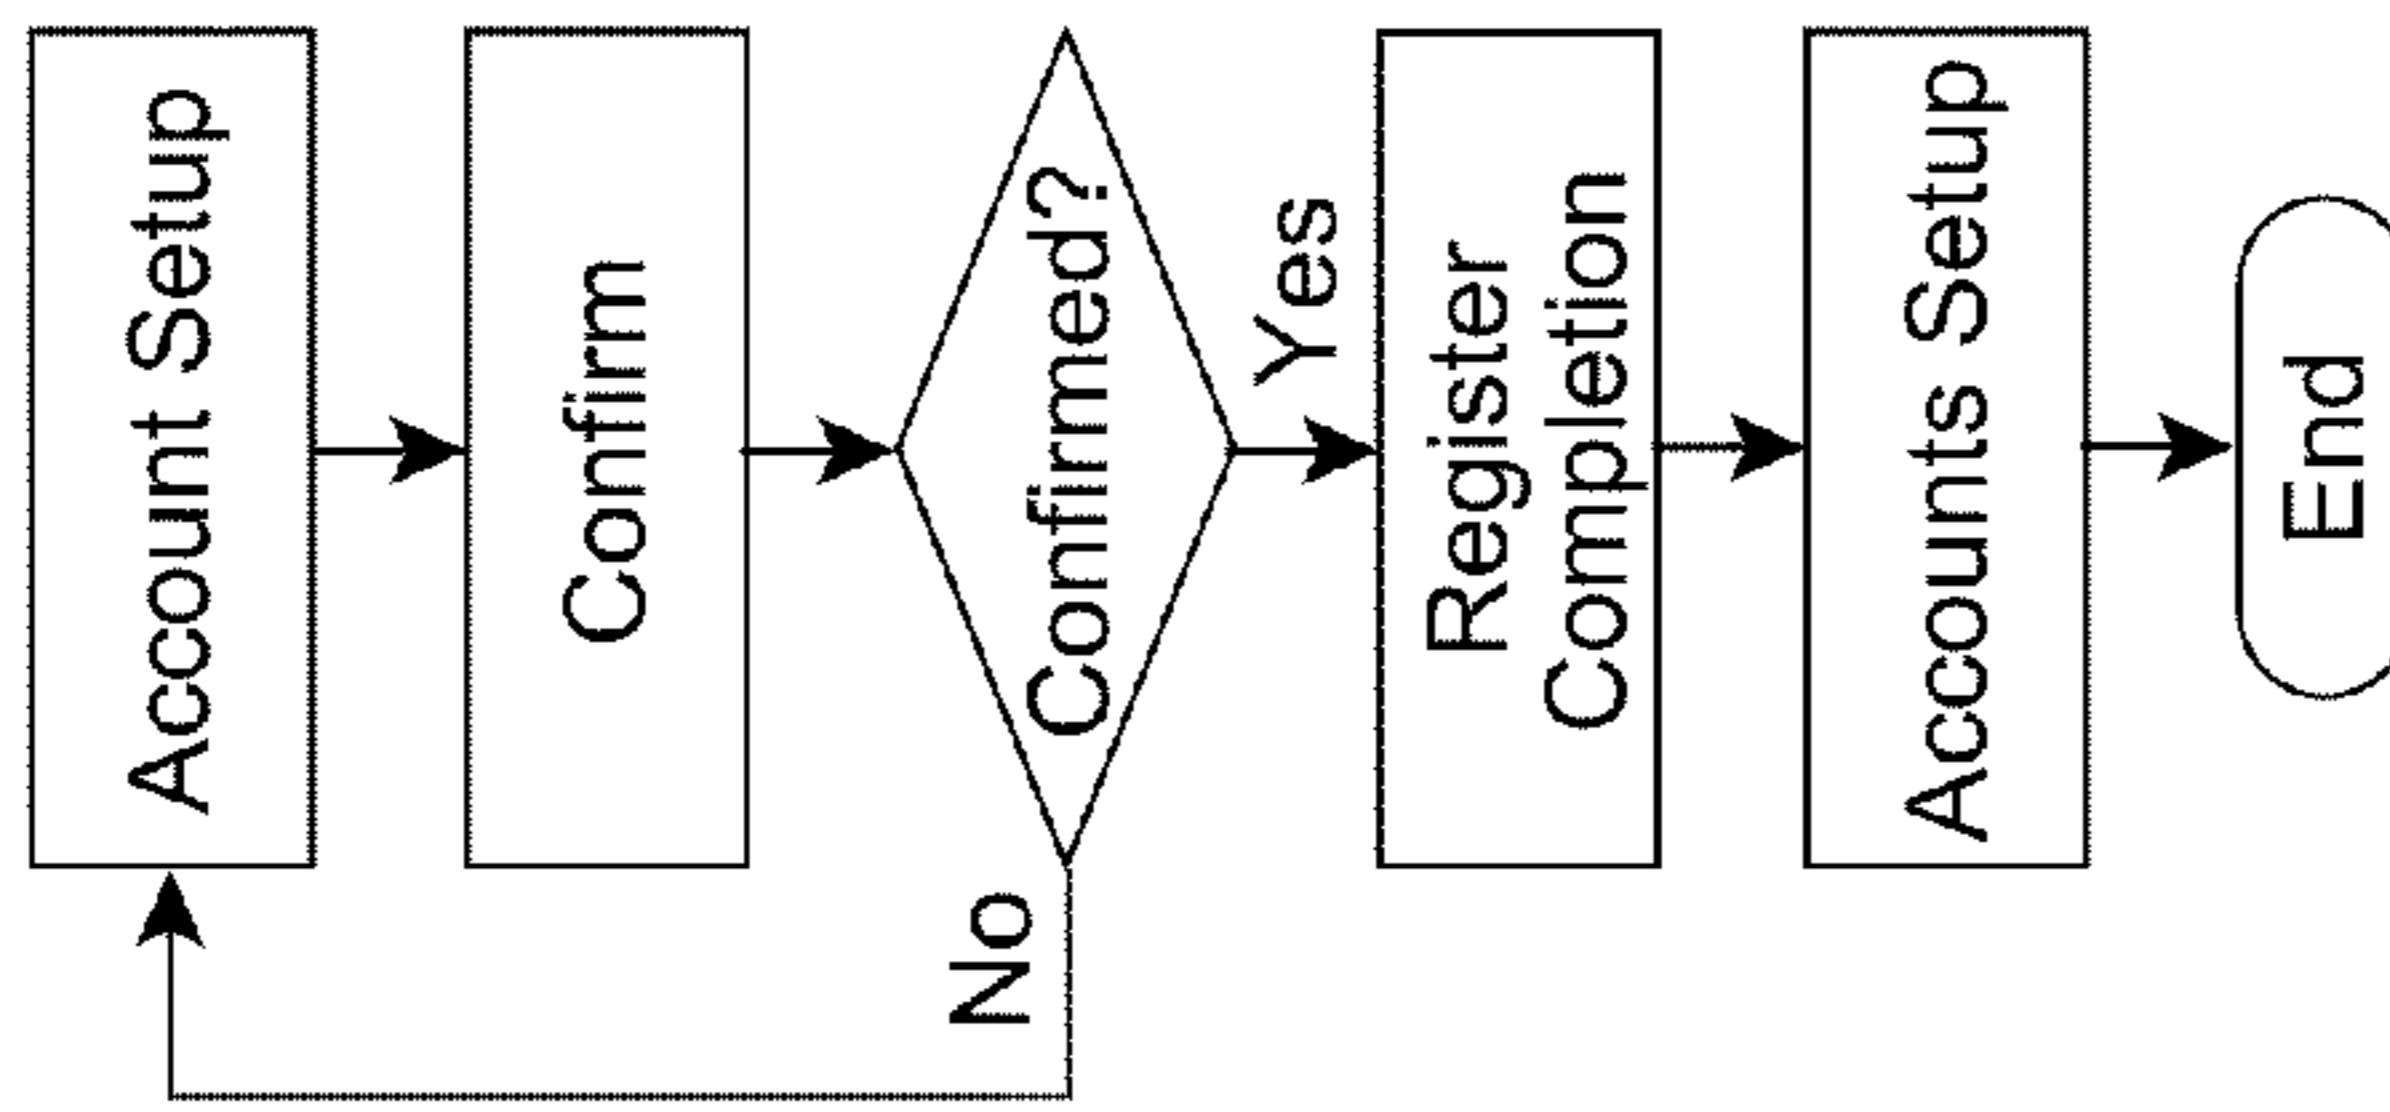 Account Setup
Confirm
Confirmed?
No
Yes
Register
Completion
Accounts Setup
End